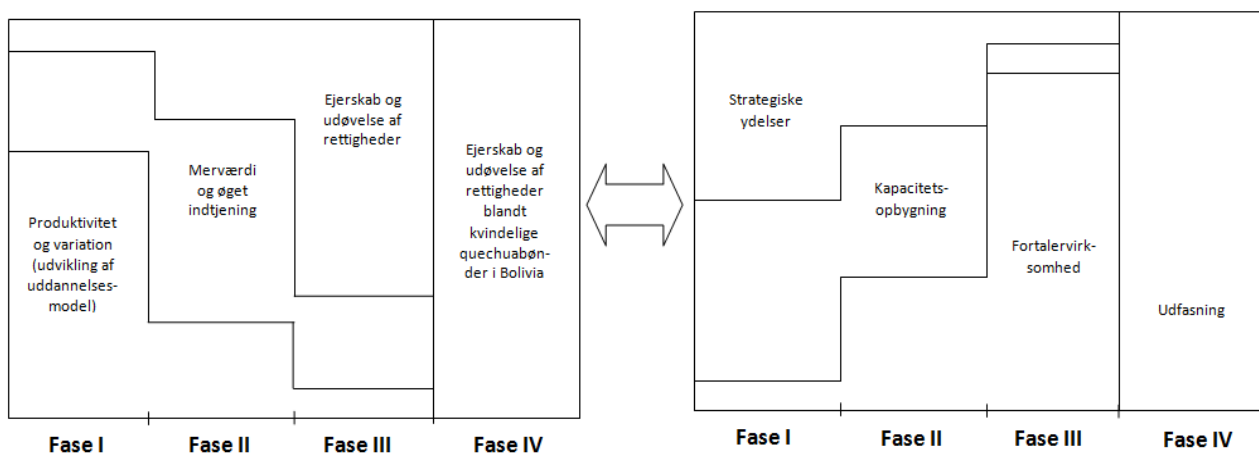 Produktivitet
og variation
(udvikling af
uddannelses-
model)
Merværdi
og øget
indtjening
Ejerskab og
udøvelse af
rettigheder
Ejerskab og
udøvelse af
rettigheder
blandt
kvindelige
quechuabøn-
der i Bolivia
Fase I
Fase II
Fase III
Fase IV
Strategiske
ydelser
Kapacitets-
opbygning
Fortalervirk-
somhed
Udfasning
Fase I
Fase II
Fase III
Fase IV